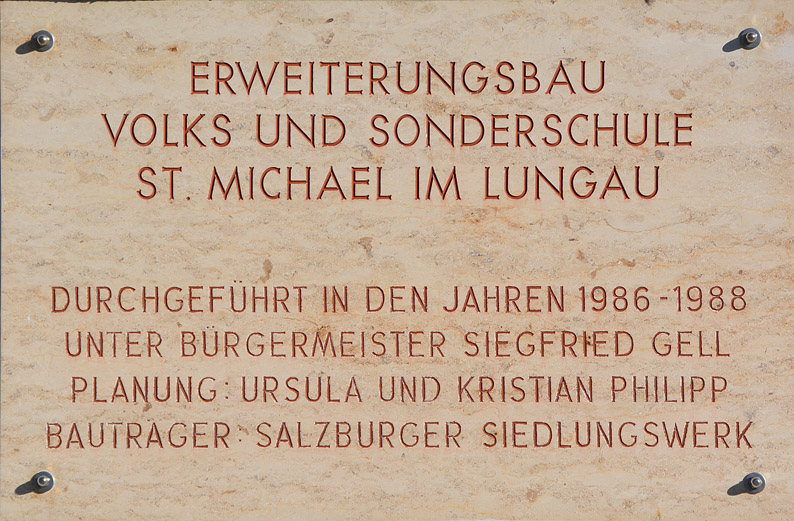 ERWEITERUNGSBAU
VOLKS UND SONDERSCHULE
ST. MICHAEL IM LUNGAU
DURCHGEFÜHRT IN DEN JAHREN 1986-1988
UNTER BÜRGERMEISTER SIEGFRIED GELL
PLANUNG: URSULA UND KRISTIAN PHILIPP
BAUTRÄGER: SALZBURGER SIEDLUNGSWERK